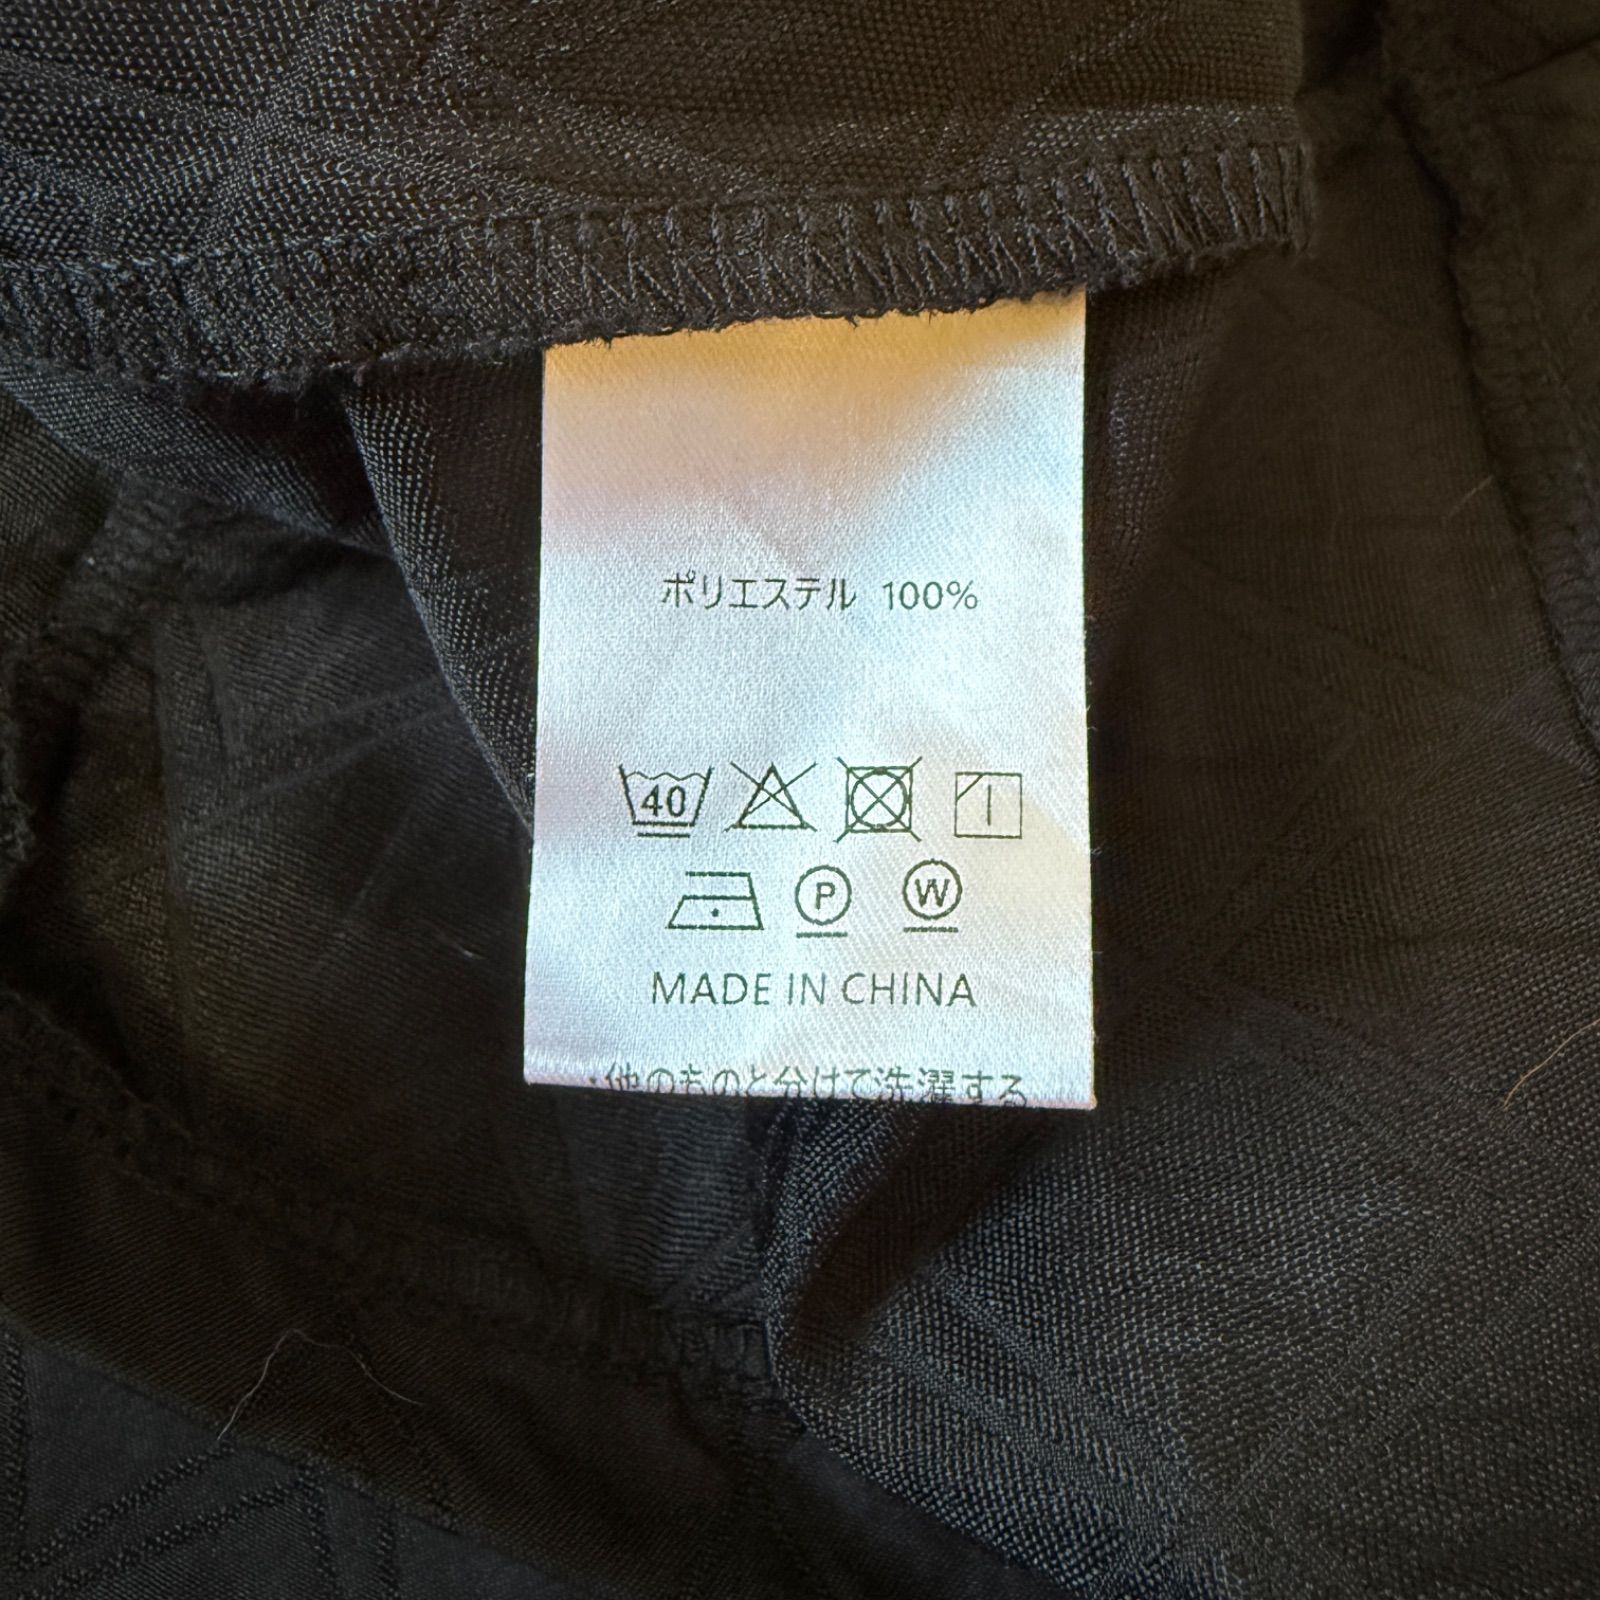 ポリエステル 100%
40
P W
MADE IN CHINA
・他のものと分けて洗濯する